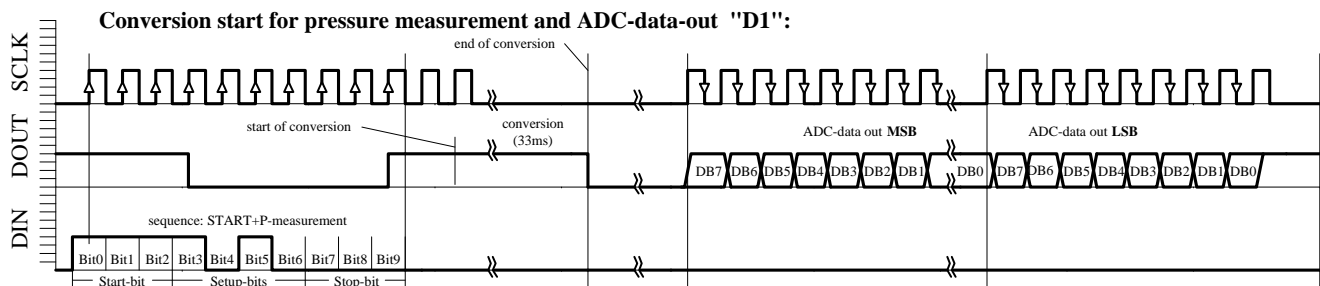 Conversion start for pressure measurement and ADC-data-out "D1":
end of conversion
SCLK
start of conversion
conversion
(33ms)
ADC-data out MSB
ADC-data out LSB
DOUT
DB7 DB6 DB5 DB4 DB3 DB2 DB1 DB0 DB7 DB6 DB5 DB4 DB3 DB2 DB1 DB0
sequence: START+P-measurement
DIN
Bit0 Bit1 Bit2 Bit3 Bit4 Bit5 Bit6 Bit7 Bit8 Bit9
Start-bit Setup-bits Stop-bit